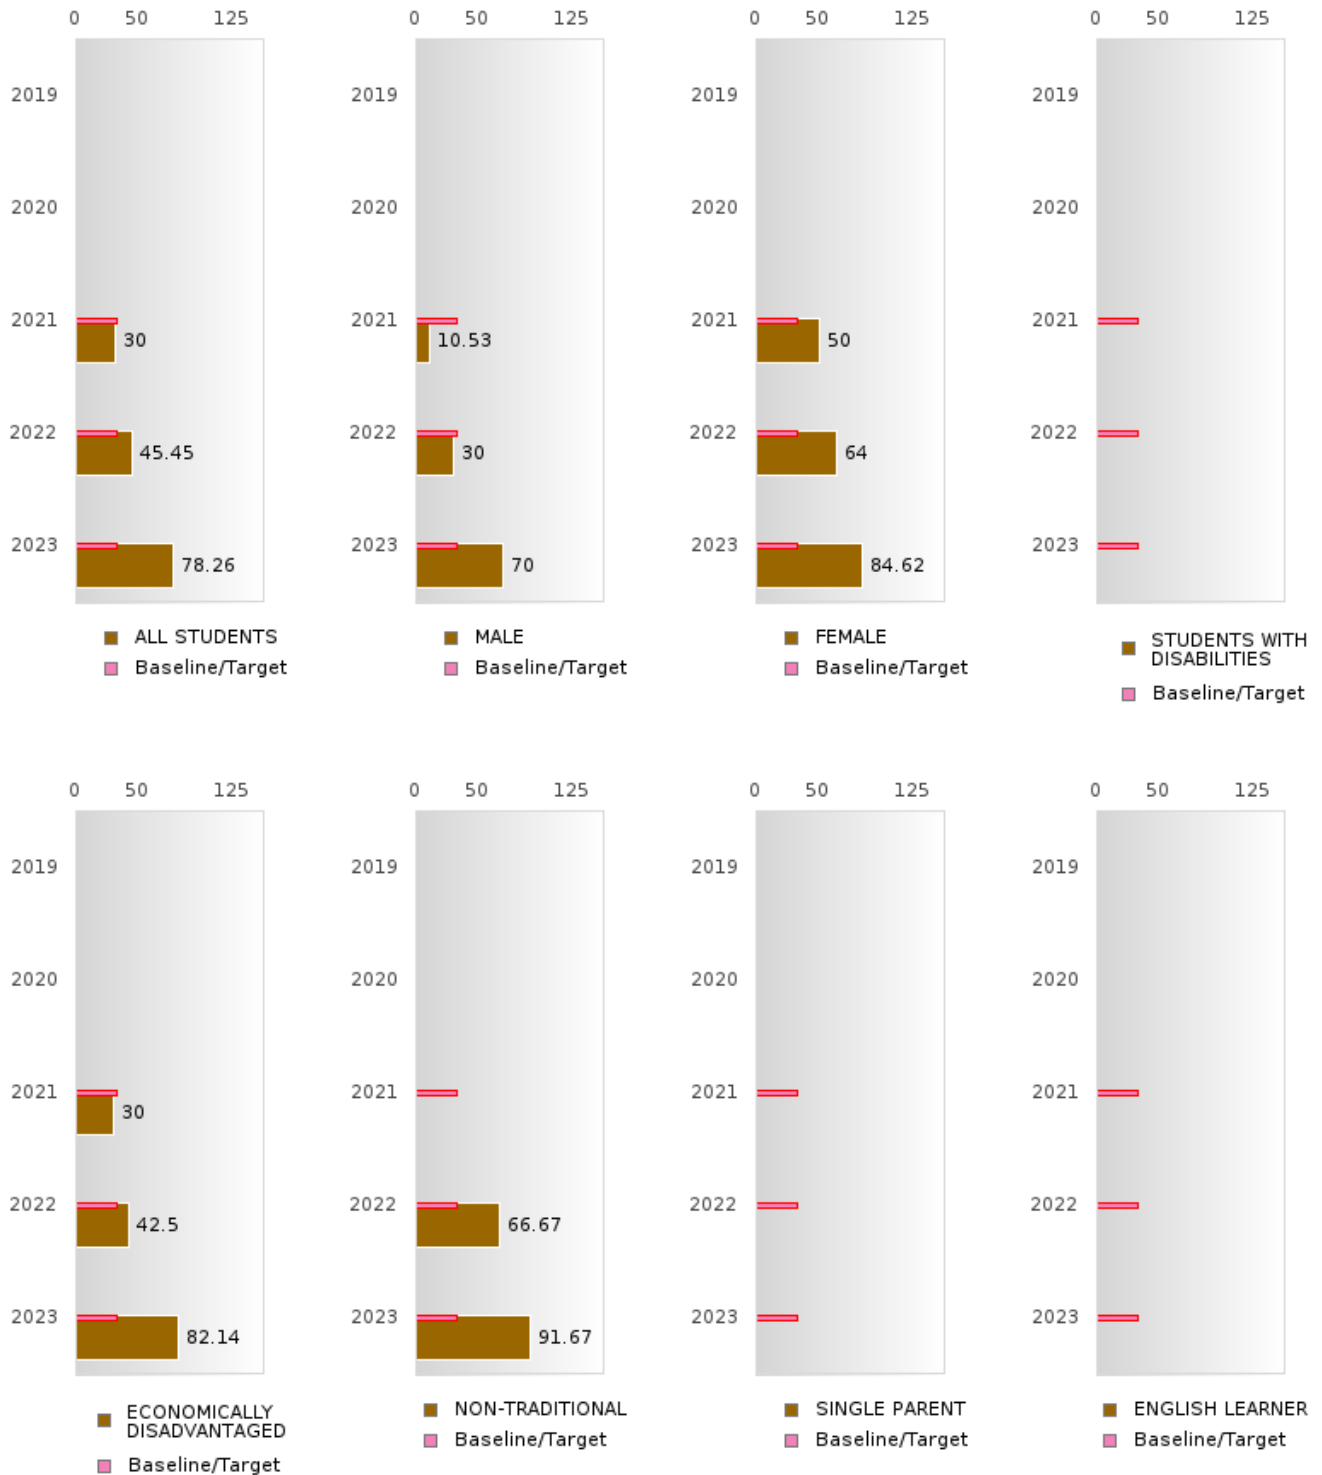 0 50 125 0 50 125 0 50 125 0 50 125
2019 2019 2019 2019
2020 2020 2020 2020
2021 2021 2021 2021
30 10.53 50
2022 2022 2022 2022
45.45 30 64
2023 2023 2023 2023
78.26 70 84.62
ALL STUDENTS MALE FEMALE STUDENTS WITH
DISABILITIES
Baseline/Target Baseline/Target Baseline/Target Baseline/Target
0 50 125 0 50 125 0 50 125 0 50 125
2019 2019 2019 2019
2020 2020 2020 2020
2021 2021 2021 2021
30
2022 2022 2022 2022
42.5 66.67
2023 2023 2023 2023
82.14 91.67
ECONOMICALLY NON-TRADITIONAL SINGLE PARENT ENGLISH LEARNER
DISADVANTAGED
Baseline/Target Baseline/Target Baseline/Target Baseline/Target